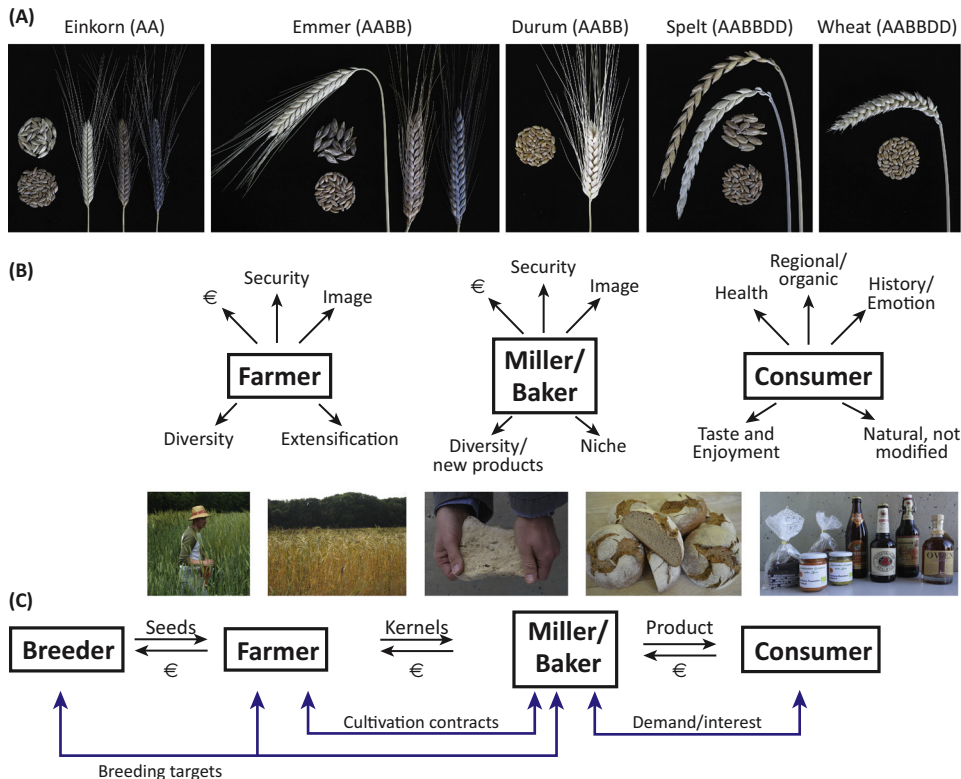 (A)
Einkorn (AA)
Emmer (AABB)
Durum (AABB)
Spelt (AABBDD)
Wheat (AABBDD)
(B)
€
Security
Image
Farmer
Diversity
Extensification
€
Security
Image
Miller/
Baker
Diversity/
new products
Niche
Health
Regional/
organic
History/
Emotion
Consumer
Taste and
Enjoyment
Natural, not
modified
(C)
Breeder
Seeds
€
Farmer
Kernels
€
Miller/
Baker
Product
€
Consumer
Cultivation contracts
Demand/interest
Breeding targets